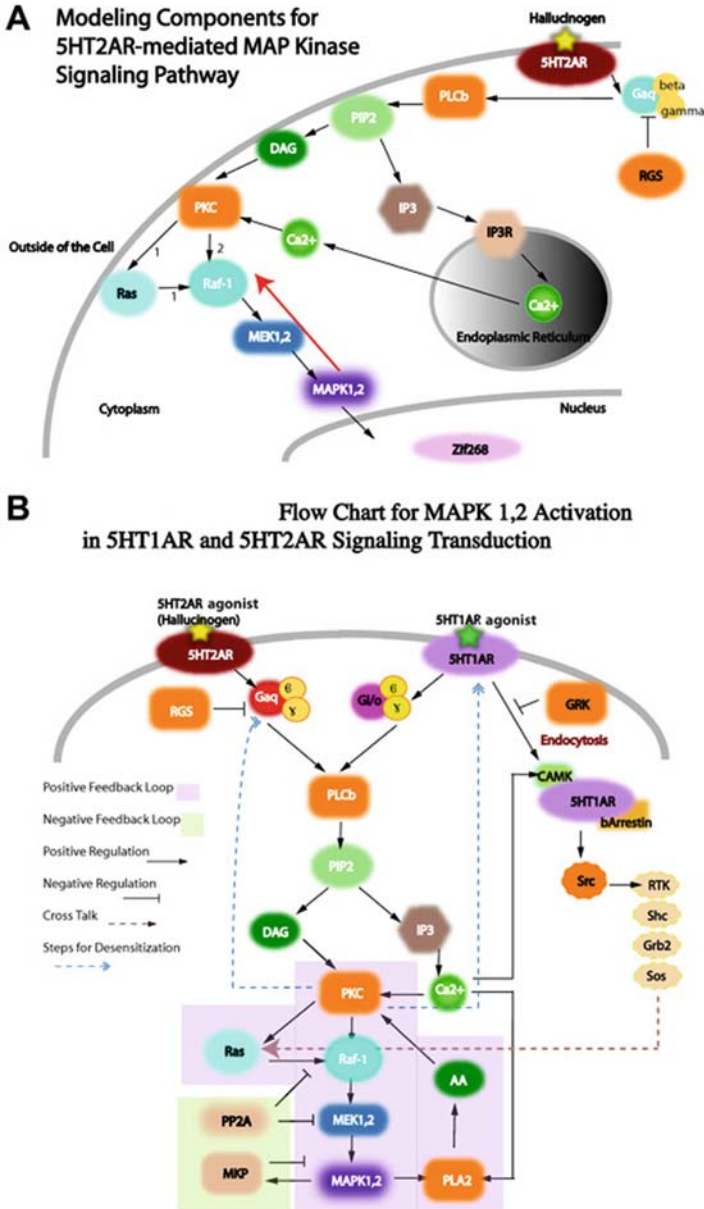 A
Modeling Components for
5HT2AR-mediated MAP Kinase
Signaling Pathway
Hallucinogen
5HT2AR
Gaq
beta
gamma
PLCb
PIP2
DAG
RGS
PKC
IP3
IP3R
Ca2+
Outside of the Cell
1
2
Ras
1
Raf-1
Ca2+
MEK1,2
Endoplasmic Reticulum
MAPK1,2
Cytoplasm
Nucleus
Zif268
B
Flow Chart for MAPK 1,2 Activation
in 5HT1AR and 5HT2AR Signaling Transduction
5HT2AR agonist
(Hallucinogen)
5HT1AR agonist
5HT2AR
5HT1AR
Gaq
ϐ
Ɣ
Gi/o
ϐ
Ɣ
RGS
GRK
Endocytosis
CAMK
5HT1AR
bArrestin
Positive Feedback Loop
Negative Feedback Loop
Positive Regulation
Negative Regulation
Cross Talk
Steps for Desensitization
PLCb
PIP2
Src
RTK
Shc
Grb2
Sos
DAG
IP3
PKC
Ca2+
Ras
Raf-1
AA
PP2A
MEK1,2
MKP
MAPK1,2
PLA2